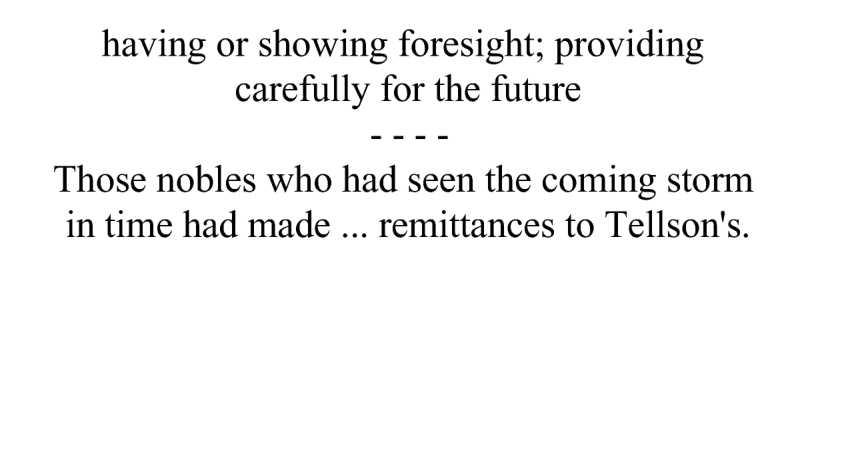 having or showing foresight; providing
carefully for the future
- - - -
Those nobles who had seen the coming storm
in time had made ... remittances to Tellson's.